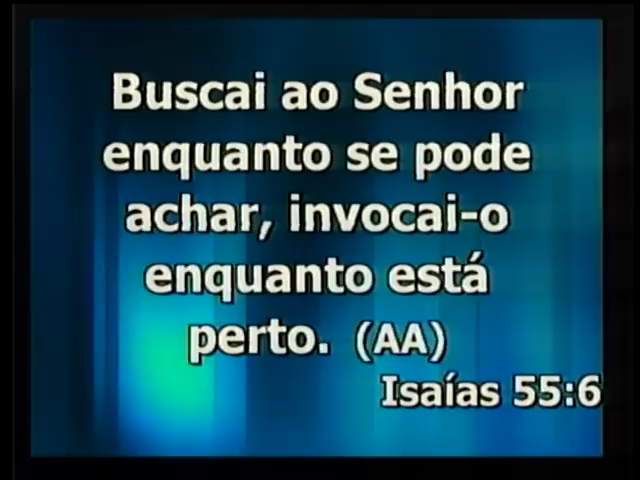 Buscai ao Senhor
enquanto se pode
achar, invocai-o
enquanto está
perto. (AA)
Isaías 55:6